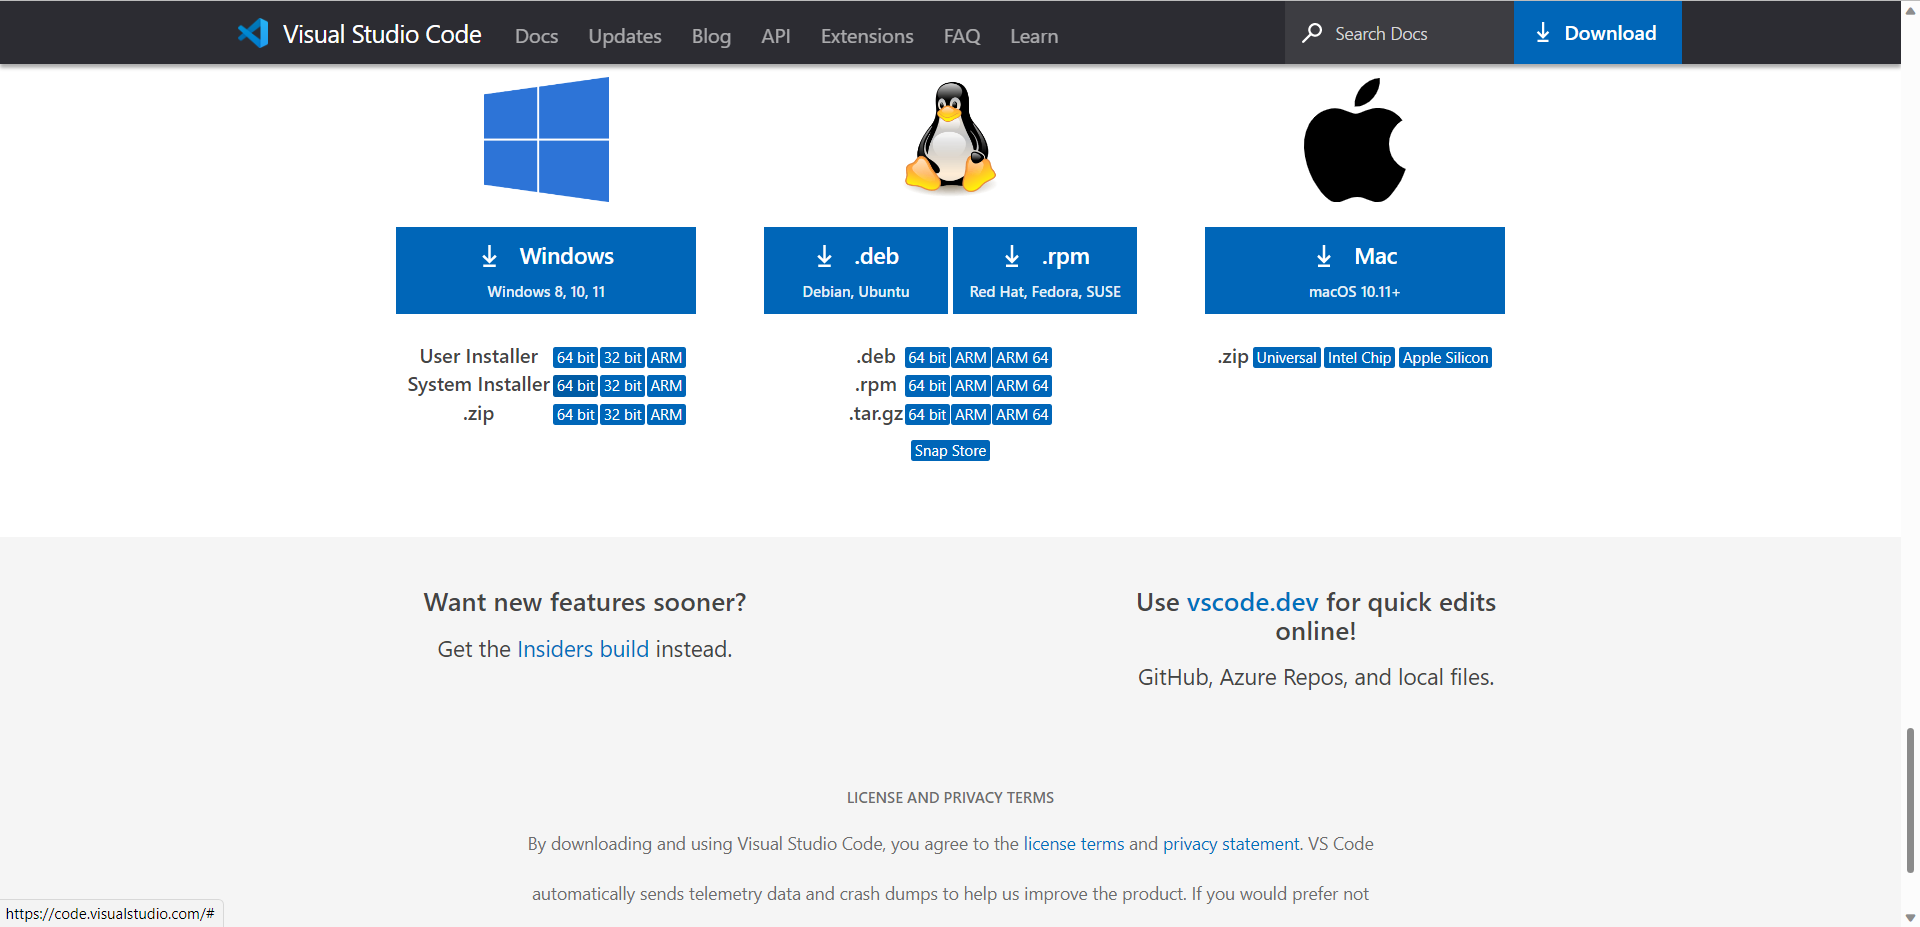 Visual Studio Code Docs Updates Blog API Extensions FAQ Learn Search Docs Download
Windows
Windows 8, 10, 11
User Installer 64 bit 32 bit ARM
System Installer 64 bit 32 bit ARM
.zip 64 bit 32 bit ARM
.deb
Debian, Ubuntu
.rpm
Red Hat, Fedora, SUSE
.deb 64 bit ARM ARM 64
.rpm 64 bit ARM ARM 64
.tar.gz 64 bit ARM ARM 64
Snap Store
Mac
macOS 10.11+
.zip Universal Intel Chip Apple Silicon
Want new features sooner?
Get the Insiders build instead.
Use vscode.dev for quick edits
online!
GitHub, Azure Repos, and local files.
LICENSE AND PRIVACY TERMS
By downloading and using Visual Studio Code, you agree to the license terms and privacy statement. VS Code
automatically sends telemetry data and crash dumps to help us improve the product. If you would prefer not
https://code.visualstudio.com/#